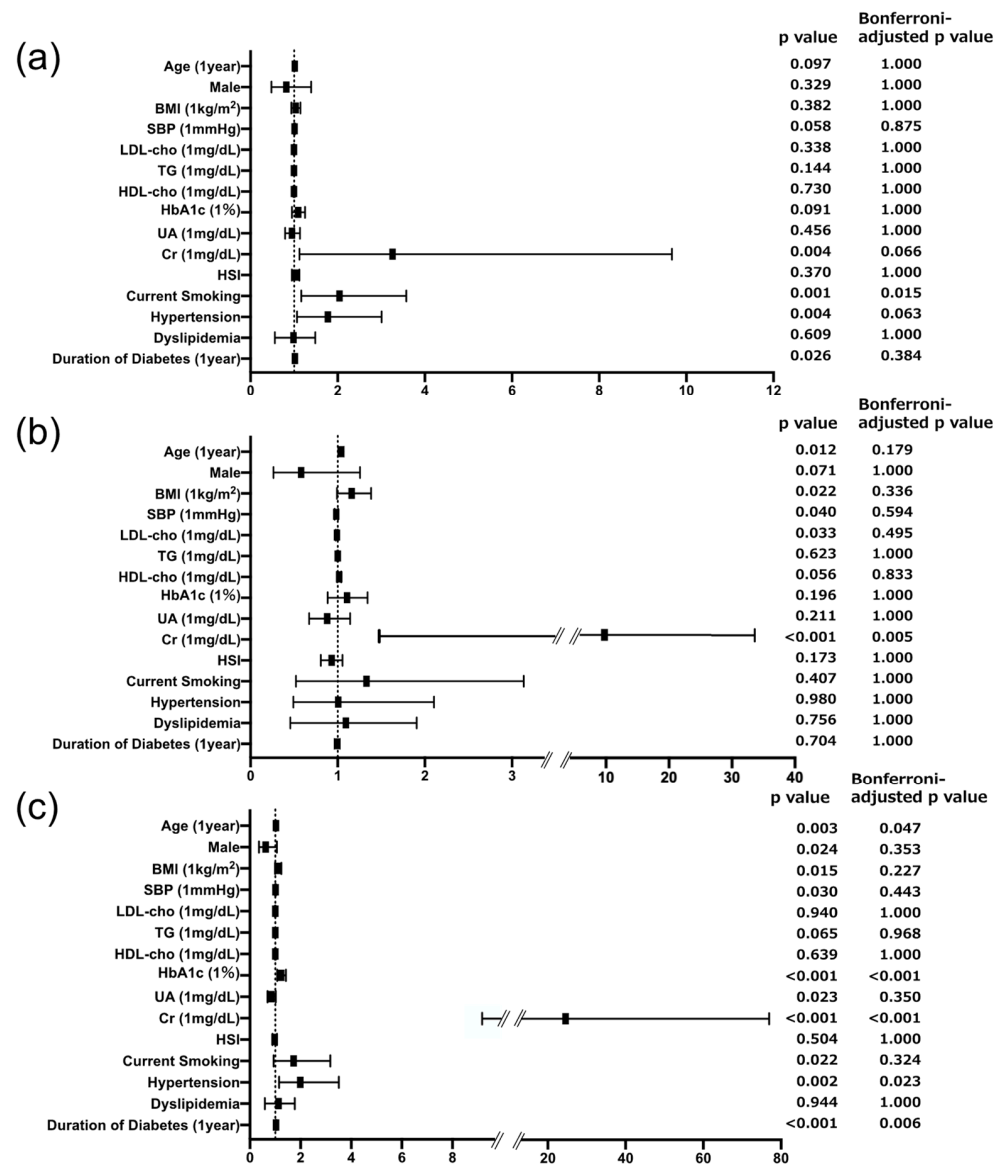 (a)
p value Bonferroni-
adjusted p value
Age (1year) 0.097 1.000
Male 0.329 1.000
BMI (1kg/m²) 0.382 1.000
SBP (1mmHg) 0.058 0.875
LDL-cho (1mg/dL) 0.338 1.000
TG (1mg/dL) 0.144 1.000
HDL-cho (1mg/dL) 0.730 1.000
HbA1c (1%) 0.091 1.000
UA (1mg/dL) 0.456 1.000
Cr (1mg/dL) 0.004 0.066
HSI 0.370 1.000
Current Smoking 0.001 0.015
Hypertension 0.004 0.063
Dyslipidemia 0.609 1.000
Duration of Diabetes (1year) 0.026 0.384
0 2 4 6 8 10 12
(b)
p value Bonferroni-
adjusted p value
Age (1year) 0.012 0.179
Male 0.071 1.000
BMI (1kg/m²) 0.022 0.336
SBP (1mmHg) 0.040 0.594
LDL-cho (1mg/dL) 0.033 0.495
TG (1mg/dL) 0.623 1.000
HDL-cho (1mg/dL) 0.056 0.833
HbA1c (1%) 0.196 1.000
UA (1mg/dL) 0.211 1.000
Cr (1mg/dL) <0.001 0.005
HSI 0.173 1.000
Current Smoking 0.407 1.000
Hypertension 0.980 1.000
Dyslipidemia 0.756 1.000
Duration of Diabetes (1year) 0.704 1.000
0 1 2 3 10 20 30 40
(c)
p value Bonferroni-
adjusted p value
Age (1year) 0.003 0.047
Male 0.024 0.353
BMI (1kg/m²) 0.015 0.227
SBP (1mmHg) 0.030 0.443
LDL-cho (1mg/dL) 0.940 1.000
TG (1mg/dL) 0.065 0.968
HDL-cho (1mg/dL) 0.639 1.000
HbA1c (1%) <0.001 <0.001
UA (1mg/dL) 0.023 0.350
Cr (1mg/dL) <0.001 <0.001
HSI 0.504 1.000
Current Smoking 0.022 0.324
Hypertension 0.002 0.023
Dyslipidemia 0.944 1.000
Duration of Diabetes (1year) <0.001 0.006
0 2 4 6 8 20 40 60 80